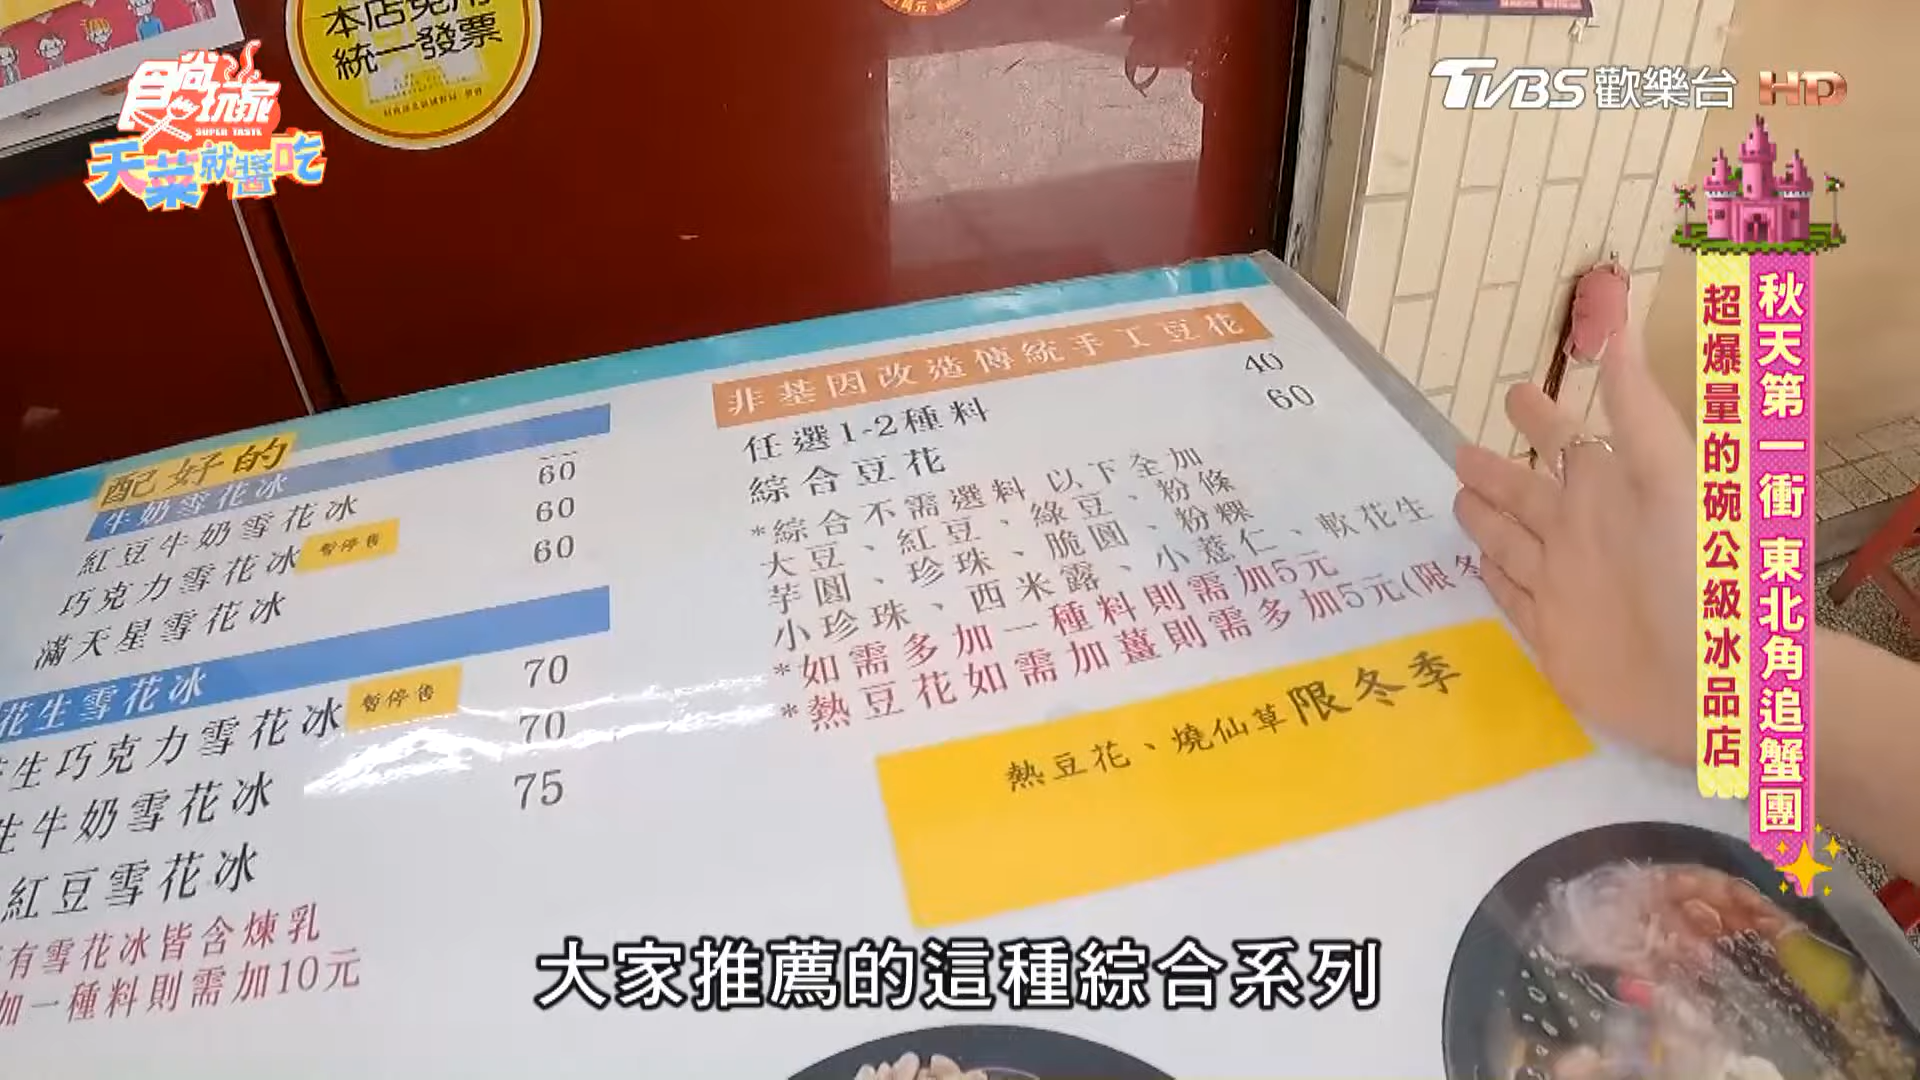 本店免用
統一發票
食尚玩家
SUPER TASTE
天菜就醬吃
TVBS歡樂台 HD
秋天第一衝 東北角追蟹團
超爆量的碗公級冰品店
配好的
牛奶雪花冰
紅豆牛奶雪花冰 60
巧克力雪花冰 暫停售 60
滿天星雪花冰 60
花生雪花冰
生巧克力雪花冰 暫停售 70
生牛奶雪花冰 70
紅豆雪花冰 75
有雪花冰皆含煉乳
加一種料則需加10元
非基因改造傳統手工豆花
任選1-2種料 40
綜合豆花 60
*綜合不需選料 以下全加
大豆、紅豆、綠豆、粉條
芋圓、珍珠、脆圓、粉粿
小珍珠、西米露、小薏仁、軟花生
*如需多加一種料則需加5元
*熱豆花如需加薑則需多加5元(限冬
熱豆花、燒仙草限冬季
大家推薦的這種綜合系列